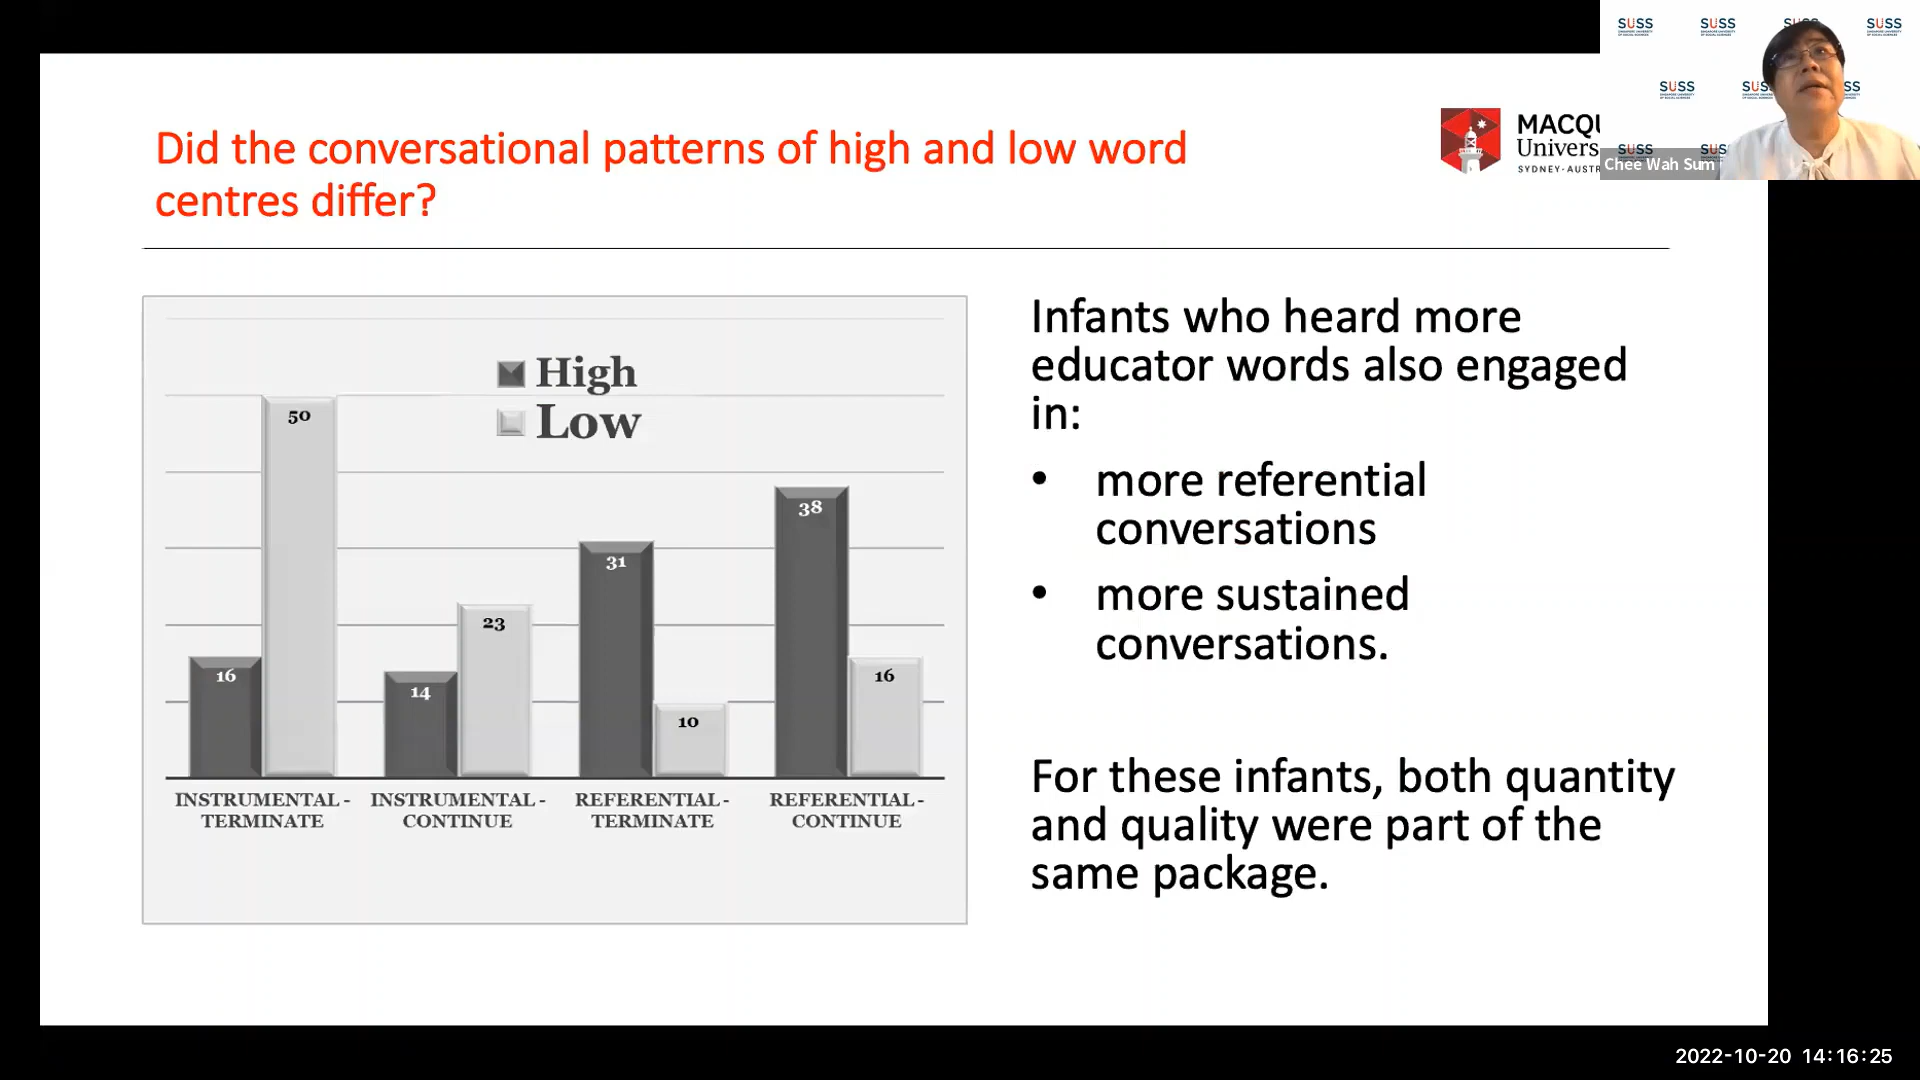 Did the conversational patterns of high and low word
centres differ?
MACQU
Univers
SYDNEY·AUSTR
SUSS
SUSS
SUSS
SUSS
SUSS
SUSS
SUSS
SUSS
Chee Wah Sum
High
Low
50
16
14
23
31
10
38
16
INSTRUMENTAL-
TERMINATE
INSTRUMENTAL-
CONTINUE
REFERENTIAL-
TERMINATE
REFERENTIAL-
CONTINUE
Infants who heard more
educator words also engaged
in:
• more referential
conversations
• more sustained
conversations.
For these infants, both quantity
and quality were part of the
same package.
2022-10-20 14:16:25